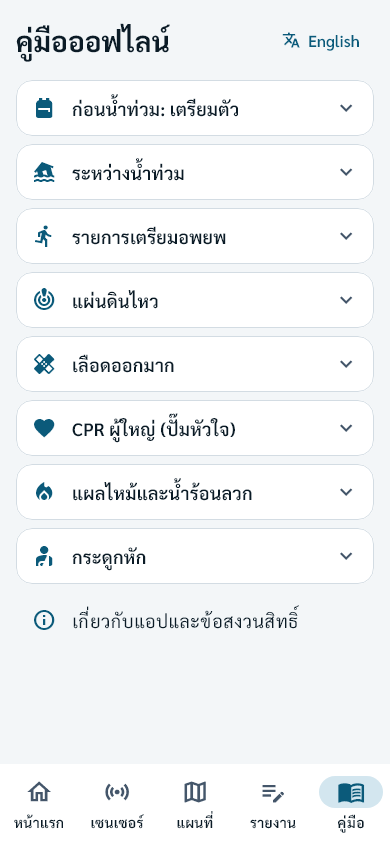 คู่มือออฟไลน์
English
ก่อนน้ำท่วม: เตรียมตัว
ระหว่างน้ำท่วม
รายการเตรียมอพยพ
แผ่นดินไหว
เลือดออกมาก
CPR ผู้ใหญ่ (ปั๊มหัวใจ)
แผลไหม้และน้ำร้อนลวก
กระดูกหัก
เกี่ยวกับแอปและข้อสงวนสิทธิ์
หน้าแรก เซนเซอร์ แผนที่ รายงาน คู่มือ